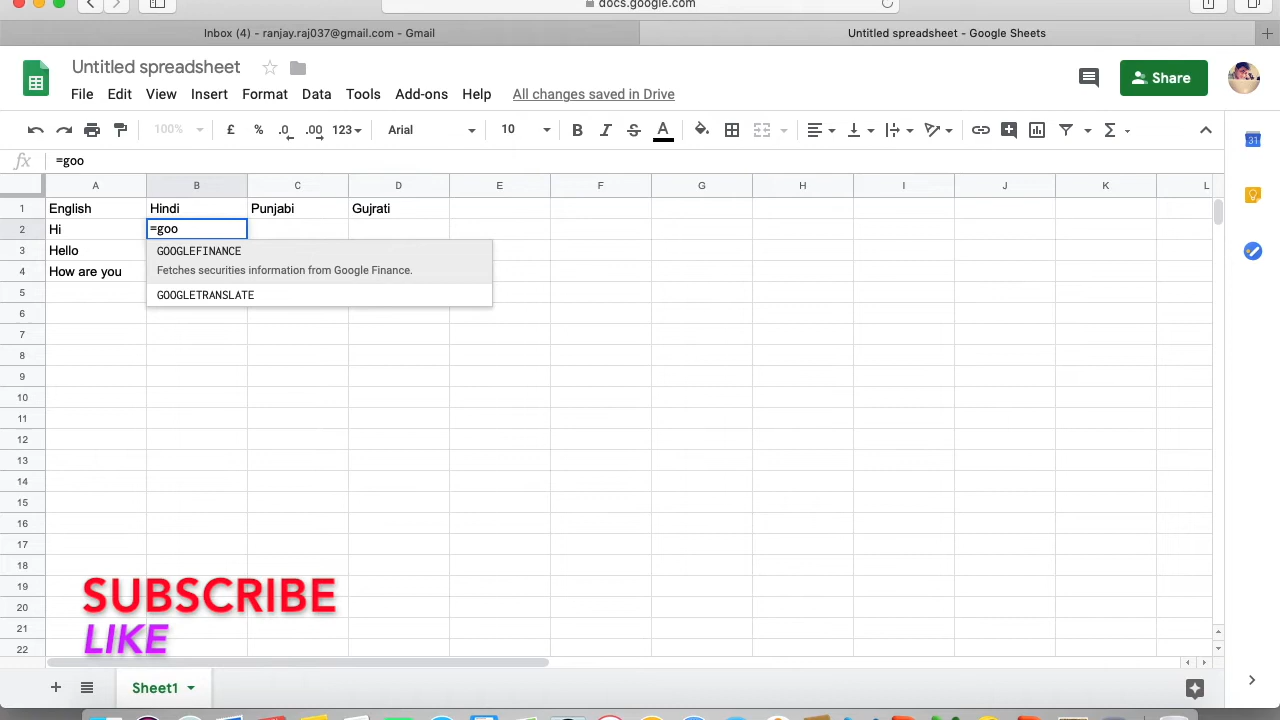 docs.google.com
Inbox (4) - ranjay.raj037@gmail.com - Gmail
Untitled spreadsheet - Google Sheets
Untitled spreadsheet
File Edit View Insert Format Data Tools Add-ons Help All changes saved in Drive
Share
100% £ % .0 .00 123 Arial 10 B I S A
fx =goo
A B C D E F G H I J K L
1 English Hindi Punjabi Gujrati
2 Hi =goo
3 Hello GOOGLEFINANCE
Fetches securities information from Google Finance.
4 How are you
GOOGLETRANSLATE
5
6
7
8
9
10
11
12
13
14
15
16
17
18
19
20
21
22
SUBSCRIBE
LIKE
Sheet1
31